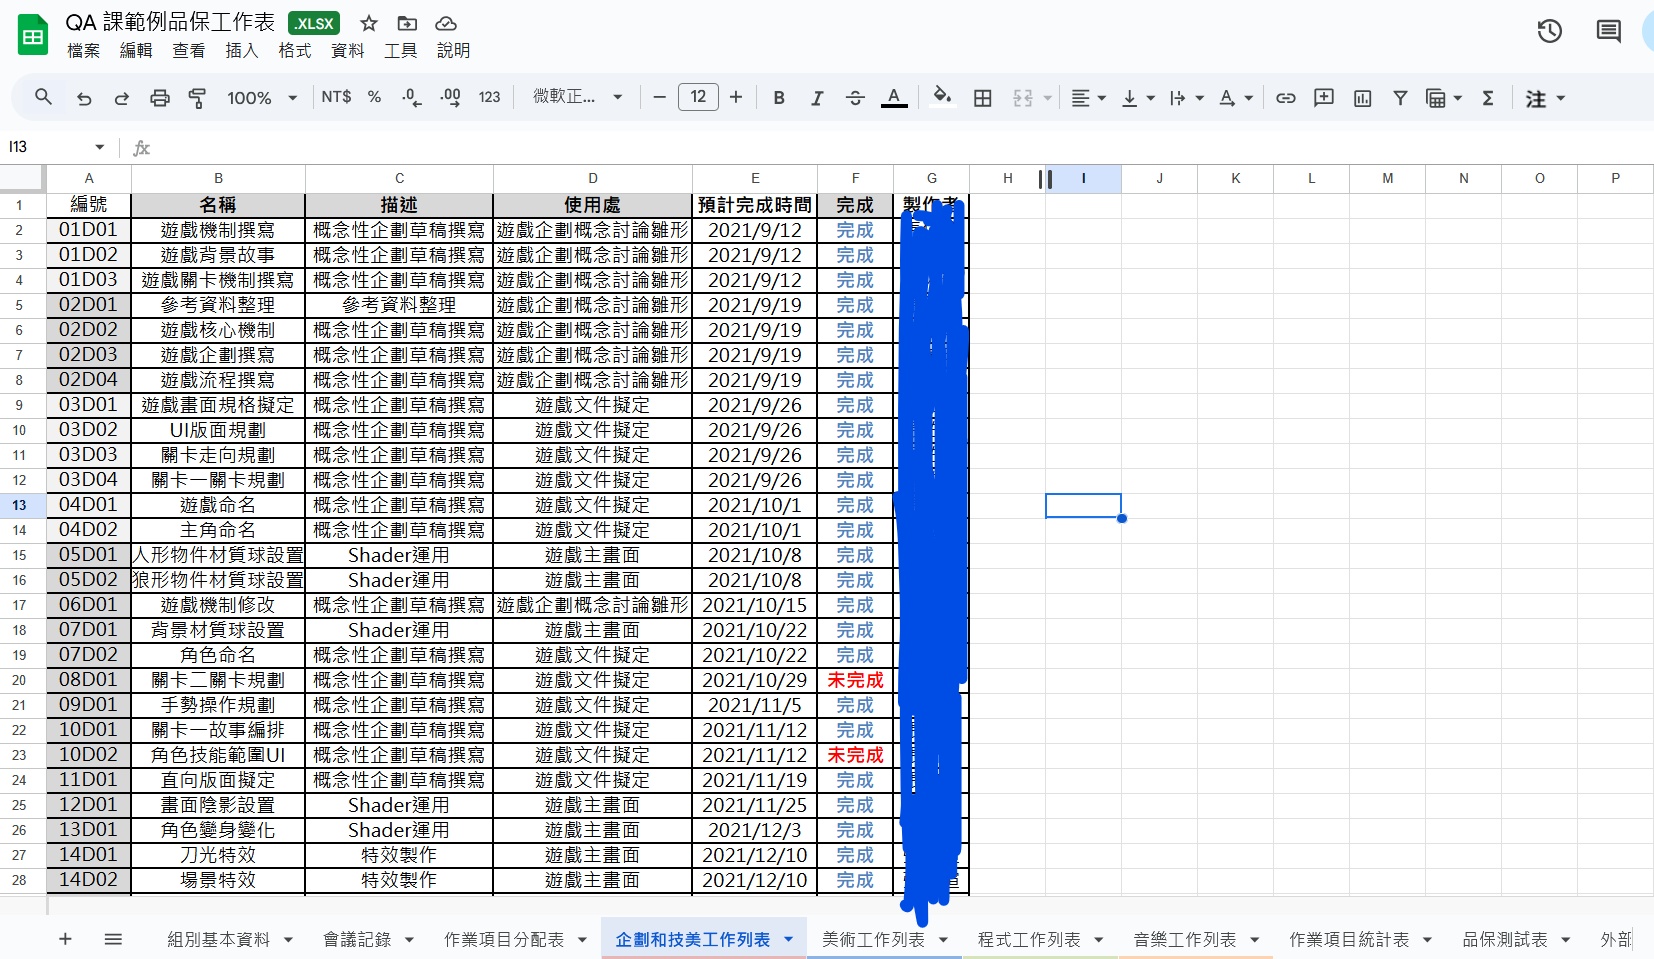 QA 課範例品保工作表 .XLSX
檔案 編輯 查看 插入 格式 資料 工具 說明
100% NT$ % .0 .00 123 微軟正... 12 B I A 注
I13 fx
A B C D E F G H I J K L M N O P
1 編號 名稱 描述 使用處 預計完成時間 完成 製作者
2 01D01 遊戲機制撰寫 概念性企劃草稿撰寫 遊戲企劃概念討論雛形 2021/9/12 完成
3 01D02 遊戲背景故事 概念性企劃草稿撰寫 遊戲企劃概念討論雛形 2021/9/12 完成
4 01D03 遊戲關卡機制撰寫 概念性企劃草稿撰寫 遊戲企劃概念討論雛形 2021/9/12 完成
5 02D01 參考資料整理 參考資料整理 遊戲企劃概念討論雛形 2021/9/19 完成
6 02D02 遊戲核心機制 概念性企劃草稿撰寫 遊戲企劃概念討論雛形 2021/9/19 完成
7 02D03 遊戲企劃撰寫 概念性企劃草稿撰寫 遊戲企劃概念討論雛形 2021/9/19 完成
8 02D04 遊戲流程撰寫 概念性企劃草稿撰寫 遊戲企劃概念討論雛形 2021/9/19 完成
9 03D01 遊戲畫面規格擬定 概念性企劃草稿撰寫 遊戲文件擬定 2021/9/26 完成
10 03D02 UI版面規劃 概念性企劃草稿撰寫 遊戲文件擬定 2021/9/26 完成
11 03D03 關卡走向規劃 概念性企劃草稿撰寫 遊戲文件擬定 2021/9/26 完成
12 03D04 關卡一關卡規劃 概念性企劃草稿撰寫 遊戲文件擬定 2021/9/26 完成
13 04D01 遊戲命名 概念性企劃草稿撰寫 遊戲文件擬定 2021/10/1 完成
14 04D02 主角命名 概念性企劃草稿撰寫 遊戲文件擬定 2021/10/1 完成
15 05D01 人形物件材質球設置 Shader運用 遊戲主畫面 2021/10/8 完成
16 05D02 狼形物件材質球設置 Shader運用 遊戲主畫面 2021/10/8 完成
17 06D01 遊戲機制修改 概念性企劃草稿撰寫 遊戲企劃概念討論雛形 2021/10/15 完成
18 07D01 背景材質球設置 Shader運用 遊戲主畫面 2021/10/22 完成
19 07D02 角色命名 概念性企劃草稿撰寫 遊戲文件擬定 2021/10/22 完成
20 08D01 關卡二關卡規劃 概念性企劃草稿撰寫 遊戲文件擬定 2021/10/29 未完成
21 09D01 手勢操作規劃 概念性企劃草稿撰寫 遊戲文件擬定 2021/11/5 完成
22 10D01 關卡一故事編排 概念性企劃草稿撰寫 遊戲文件擬定 2021/11/12 完成
23 10D02 角色技能範圍UI 概念性企劃草稿撰寫 遊戲文件擬定 2021/11/12 未完成
24 11D01 直向版面擬定 概念性企劃草稿撰寫 遊戲文件擬定 2021/11/19 完成
25 12D01 畫面陰影設置 Shader運用 遊戲主畫面 2021/11/25 完成
26 13D01 角色變身變化 Shader運用 遊戲主畫面 2021/12/3 完成
27 14D01 刀光特效 特效製作 遊戲主畫面 2021/12/10 完成
28 14D02 場景特效 特效製作 遊戲主畫面 2021/12/10 完成
組別基本資料 會議記錄 作業項目分配表 企劃和技美工作列表 美術工作列表 程式工作列表 音樂工作列表 作業項目統計表 品保測試表 外部